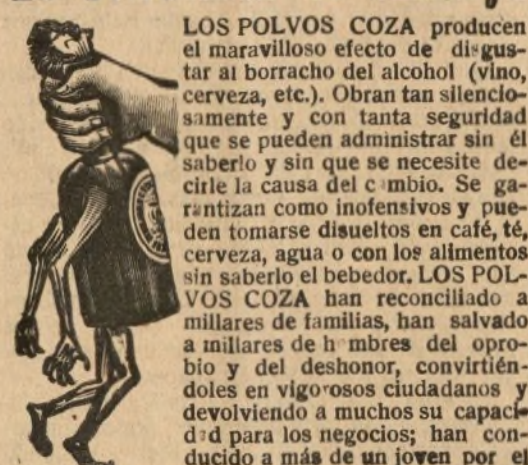 LOS POLVOS COZA producen
el maravilloso efecto de disgus-
tar al borracho del alcohol (vino,
cerveza, etc.). Obran tan silencio-
samente y con tanta seguridad
que se pueden administrar sin él
saberlo y sin que se necesite de-
cirle la causa del c mbio. Se ga-
rantizan como inofensivos y pue-
den tomarse disueltos en café, té,
cerveza, agua o con los alimentos
sin saberlo el bebedor. LOS POL-
VOS COZA han reconciliado a
millares de familias, han salvado
a millares de h mbres del opro-
bio y del deshonor, convirtién-
doles en vigorosos ciudadanos y
devolviendo a muchos su capaci-
dad para los negocios; han con-
ducido a más de un joven por el